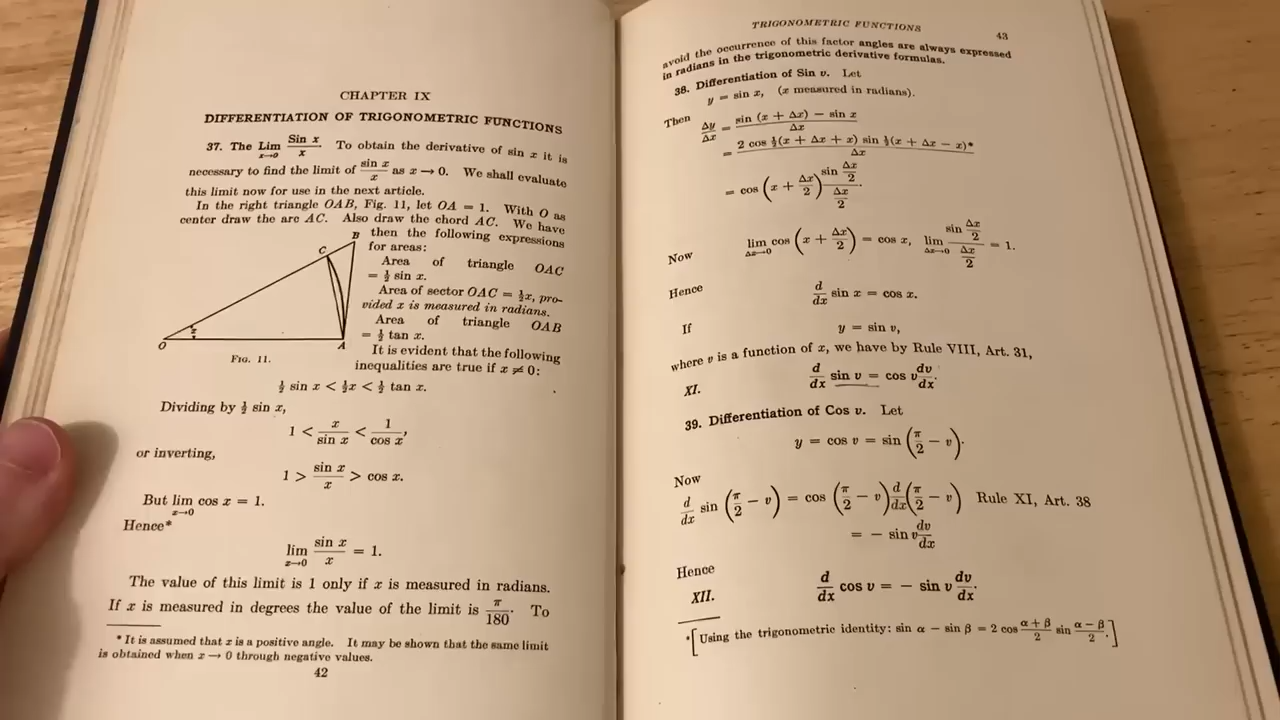 CHAPTER IX
DIFFERENTIATION OF TRIGONOMETRIC FUNCTIONS
37. The Lim x→0 Sin x / x To obtain the derivative of sin x it is
necessary to find the limit of sin x / x as x → 0. We shall evaluate
this limit now for use in the next article.
In the right triangle OAB, Fig. 11, let OA = 1. With O as
center draw the arc AC. Also draw the chord AC. We have
then the following expressions
for areas:
Area of triangle OAC
= ½ sin x.
Area of sector OAC = ½x, pro-
vided x is measured in radians.
Area of triangle OAB
= ½ tan x.
It is evident that the following
inequalities are true if x ≠ 0:
B
C
x
O
A
FIG. 11.
½ sin x < ½x < ½ tan x.
Dividing by ½ sin x,
1 < x / sin x < 1 / cos x,
or inverting,
1 > sin x / x > cos x.
But lim x→0 cos x = 1.
Hence*
lim x→0 sin x / x = 1.
The value of this limit is 1 only if x is measured in radians.
If x is measured in degrees the value of the limit is π / 180. To
* It is assumed that x is a positive angle. It may be shown that the same limit
is obtained when x → 0 through negative values.
42
TRIGONOMETRIC FUNCTIONS 43
avoid the occurrence of this factor angles are always expressed
in radians in the trigonometric derivative formulas.
38. Differentiation of Sin v. Let
y = sin x, (x measured in radians).
Then Δy / Δx = sin (x + Δx) − sin x / Δx
= 2 cos ½(x + Δx + x) sin ½(x + Δx − x)* / Δx
= cos (x + Δx / 2) sin Δx / 2 / Δx / 2.
Now lim Δx→0 cos (x + Δx / 2) = cos x, lim Δx→0 sin Δx / 2 / Δx / 2 = 1.
Hence d / dx sin x = cos x.
If y = sin v,
where v is a function of x, we have by Rule VIII, Art. 31,
XI. d / dx sin v = cos v dv / dx.
39. Differentiation of Cos v. Let
y = cos v = sin (π / 2 − v).
Now
d / dx sin (π / 2 − v) = cos (π / 2 − v) d / dx (π / 2 − v) Rule XI, Art. 38
= − sin v dv / dx
Hence
XII. d / dx cos v = − sin v dv / dx.
*[Using the trigonometric identity: sin α − sin β = 2 cos α + β / 2 sin α − β / 2.]